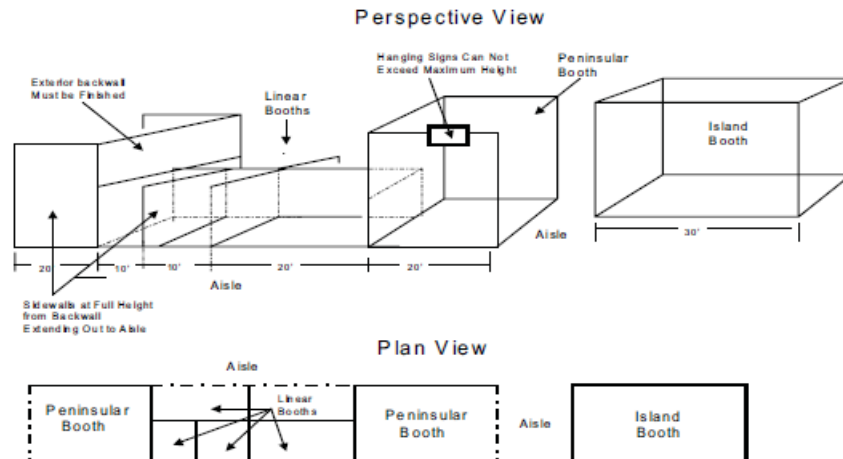 Perspective View
Hanging Signs Can Not
Exceed Maximum Height
Peninsular
Booth
Exterior backwall
Must be Finished
Linear
Booths
Island
Booth
Aisle
20'
10'
10'
20'
20'
30'
Aisle
Sidewalls at Full Height
from Backwall
Extending Out to Aisle
Plan View
Aisle
Peninsular
Booth
Linear
Booths
Peninsular
Booth
Aisle
Island
Booth